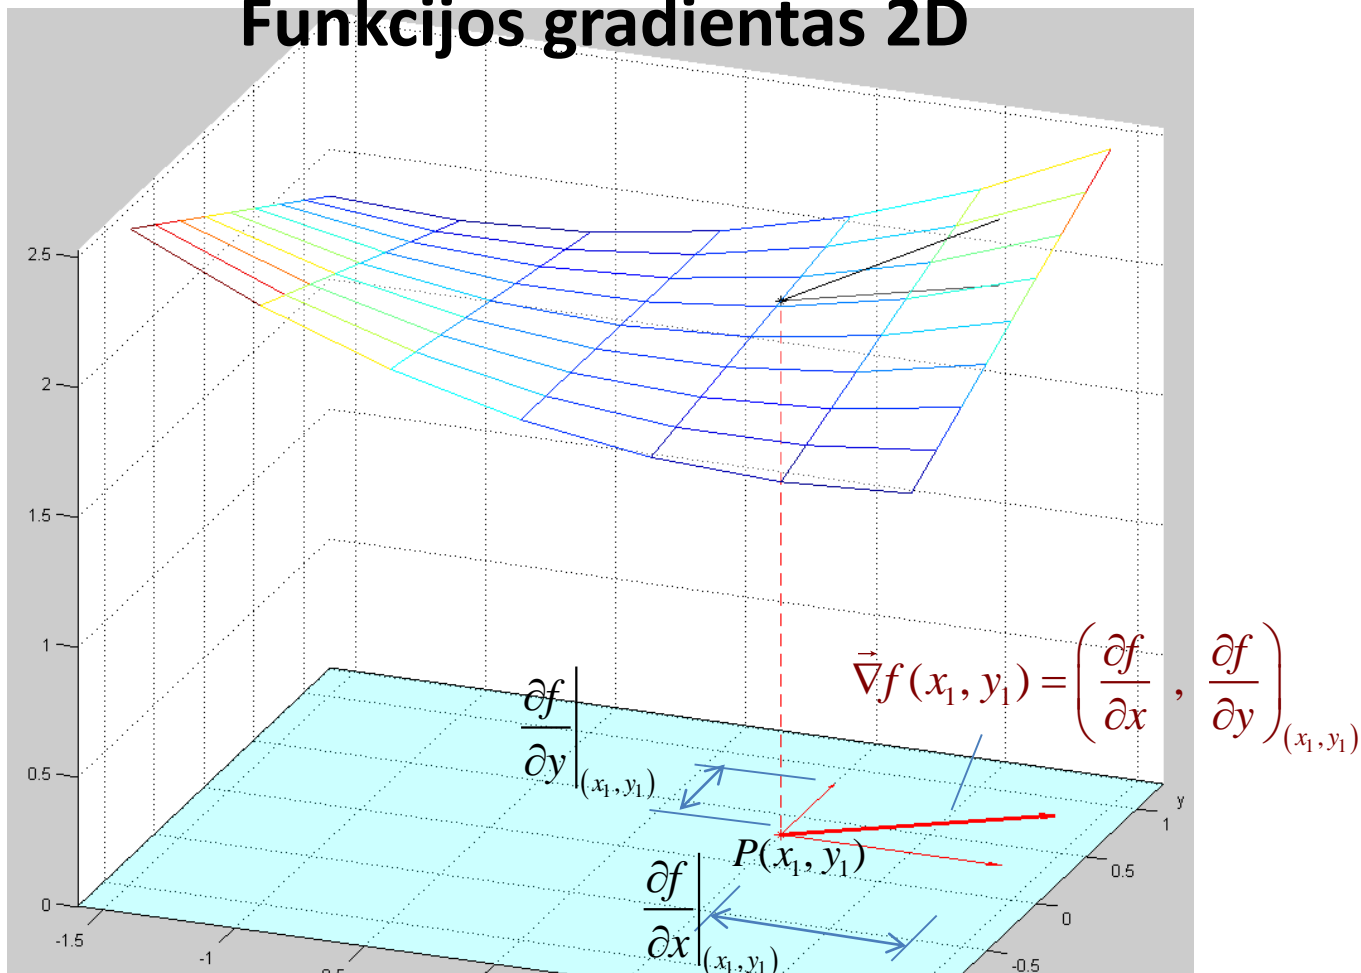 Funkcijos gradientas 2D
2.5
2
1.5
1
0.5
0
-1.5
-1
-0.5
0
0.5
1
y
∂f/∂y|(x₁,y₁)
∇⃗f(x₁, y₁) = (∂f/∂x , ∂f/∂y)(x₁,y₁)
P(x₁, y₁)
∂f/∂x|(x₁,y₁)